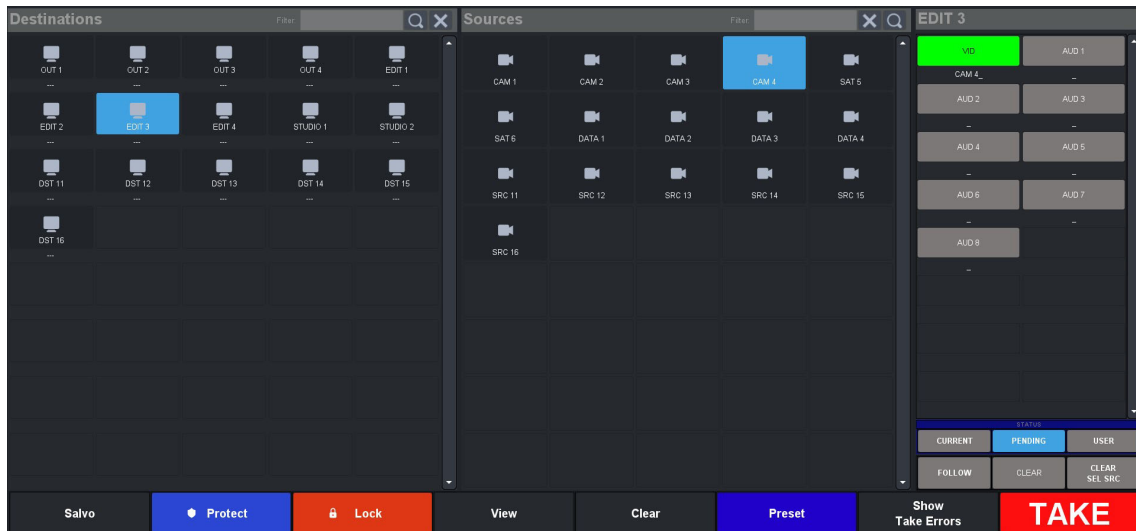 Destinations
Filter:
Sources
Filter:
EDIT 3
OUT 1
OUT 2
OUT 3
OUT 4
EDIT 1
---
---
---
---
---
EDIT 2
EDIT 3
EDIT 4
STUDIO 1
STUDIO 2
---
---
---
---
---
DST 11
DST 12
DST 13
DST 14
DST 15
---
---
---
---
---
DST 16
---
CAM 1
CAM 2
CAM 3
CAM 4
SAT 5
SAT 6
DATA 1
DATA 2
DATA 3
DATA 4
SRC 11
SRC 12
SRC 13
SRC 14
SRC 15
SRC 16
VID
AUD 1
CAM 4_
_
AUD 2
AUD 3
_
_
AUD 4
AUD 5
_
_
AUD 6
AUD 7
_
_
AUD 8
_
STATUS
CURRENT
PENDING
USER
FOLLOW
CLEAR
CLEAR
SEL SRC
Salvo
Protect
Lock
View
Clear
Preset
Show
Take Errors
TAKE